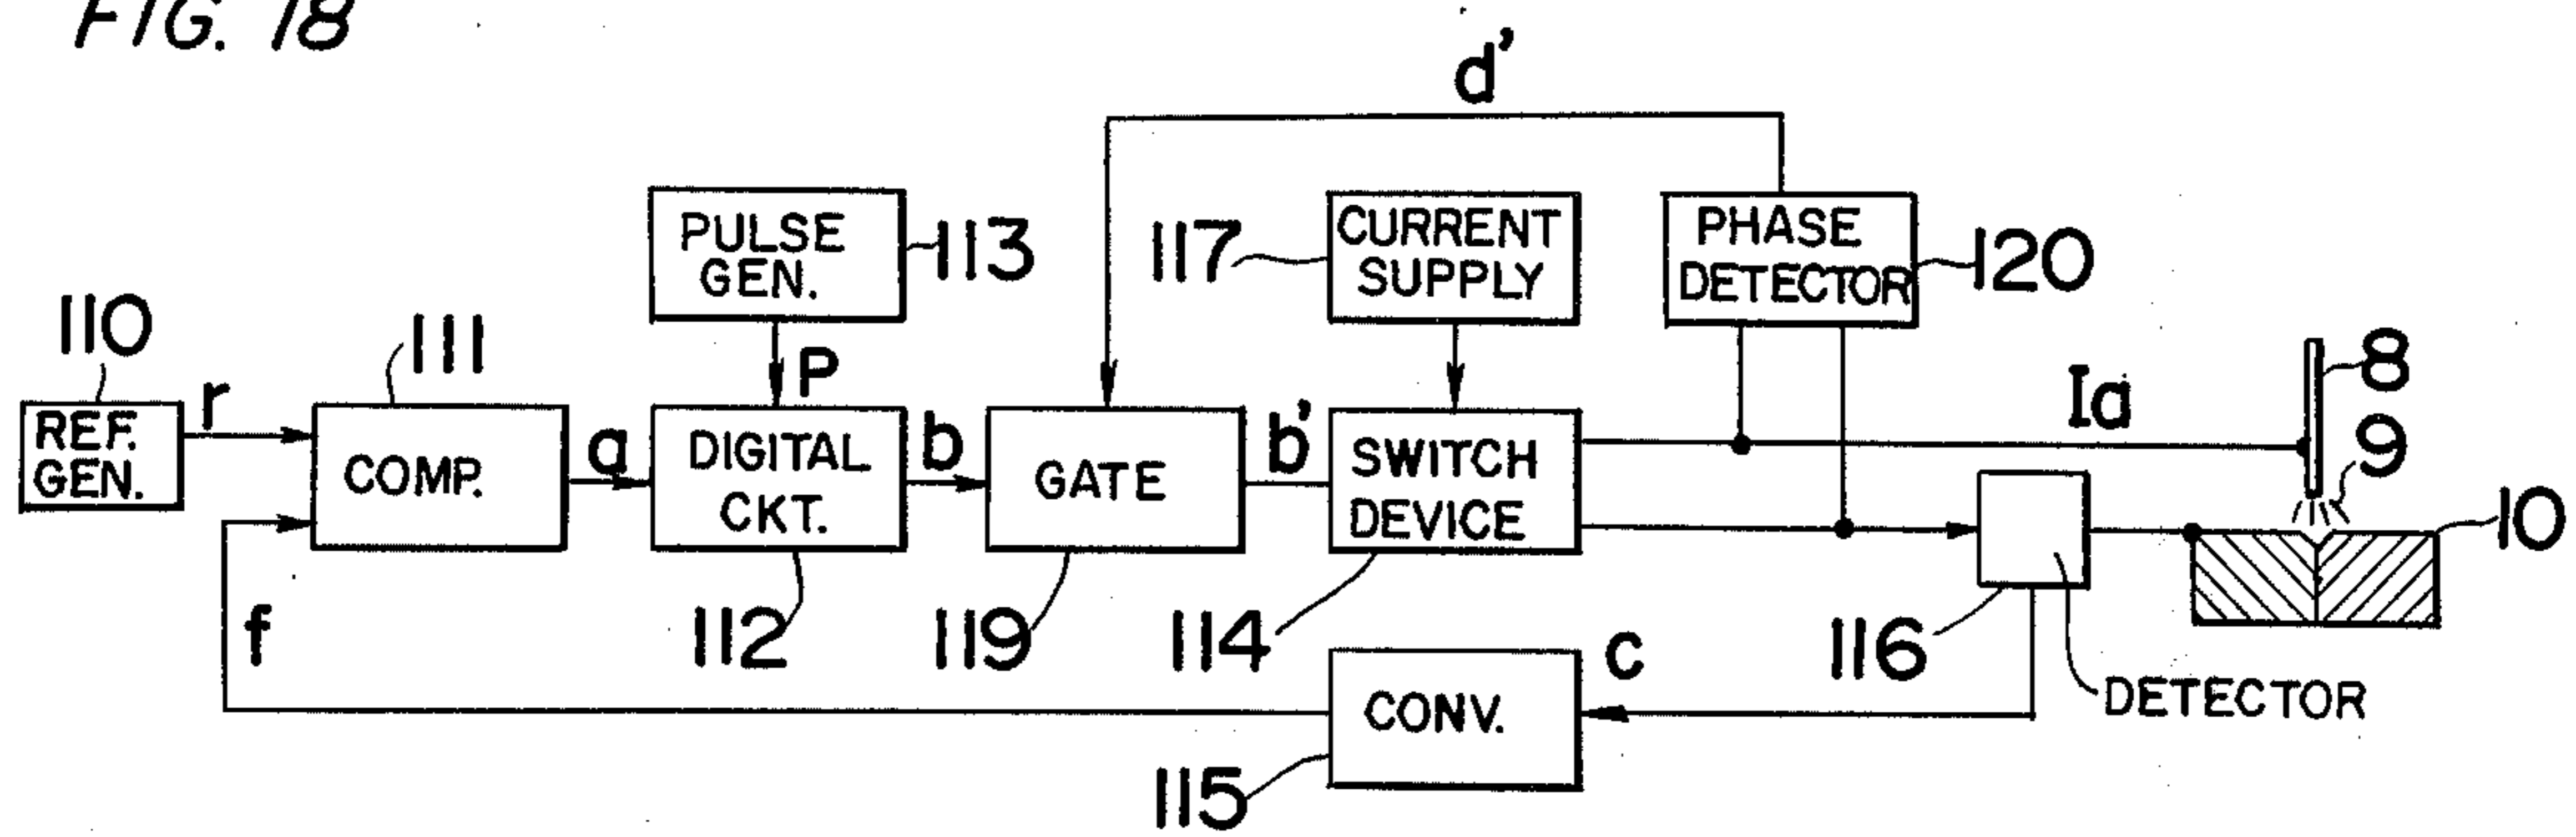 FIG. 18
d'
PULSE
GEN.
113
117
CURRENT
SUPPLY
PHASE
DETECTOR
120
110
r
111
P
Ia
8
9
10
REF.
GEN.
COMP.
a
DIGITAL
CKT.
b
GATE
b'
SWITCH
DEVICE
f
112
119
114
c
116
DETECTOR
CONV.
115